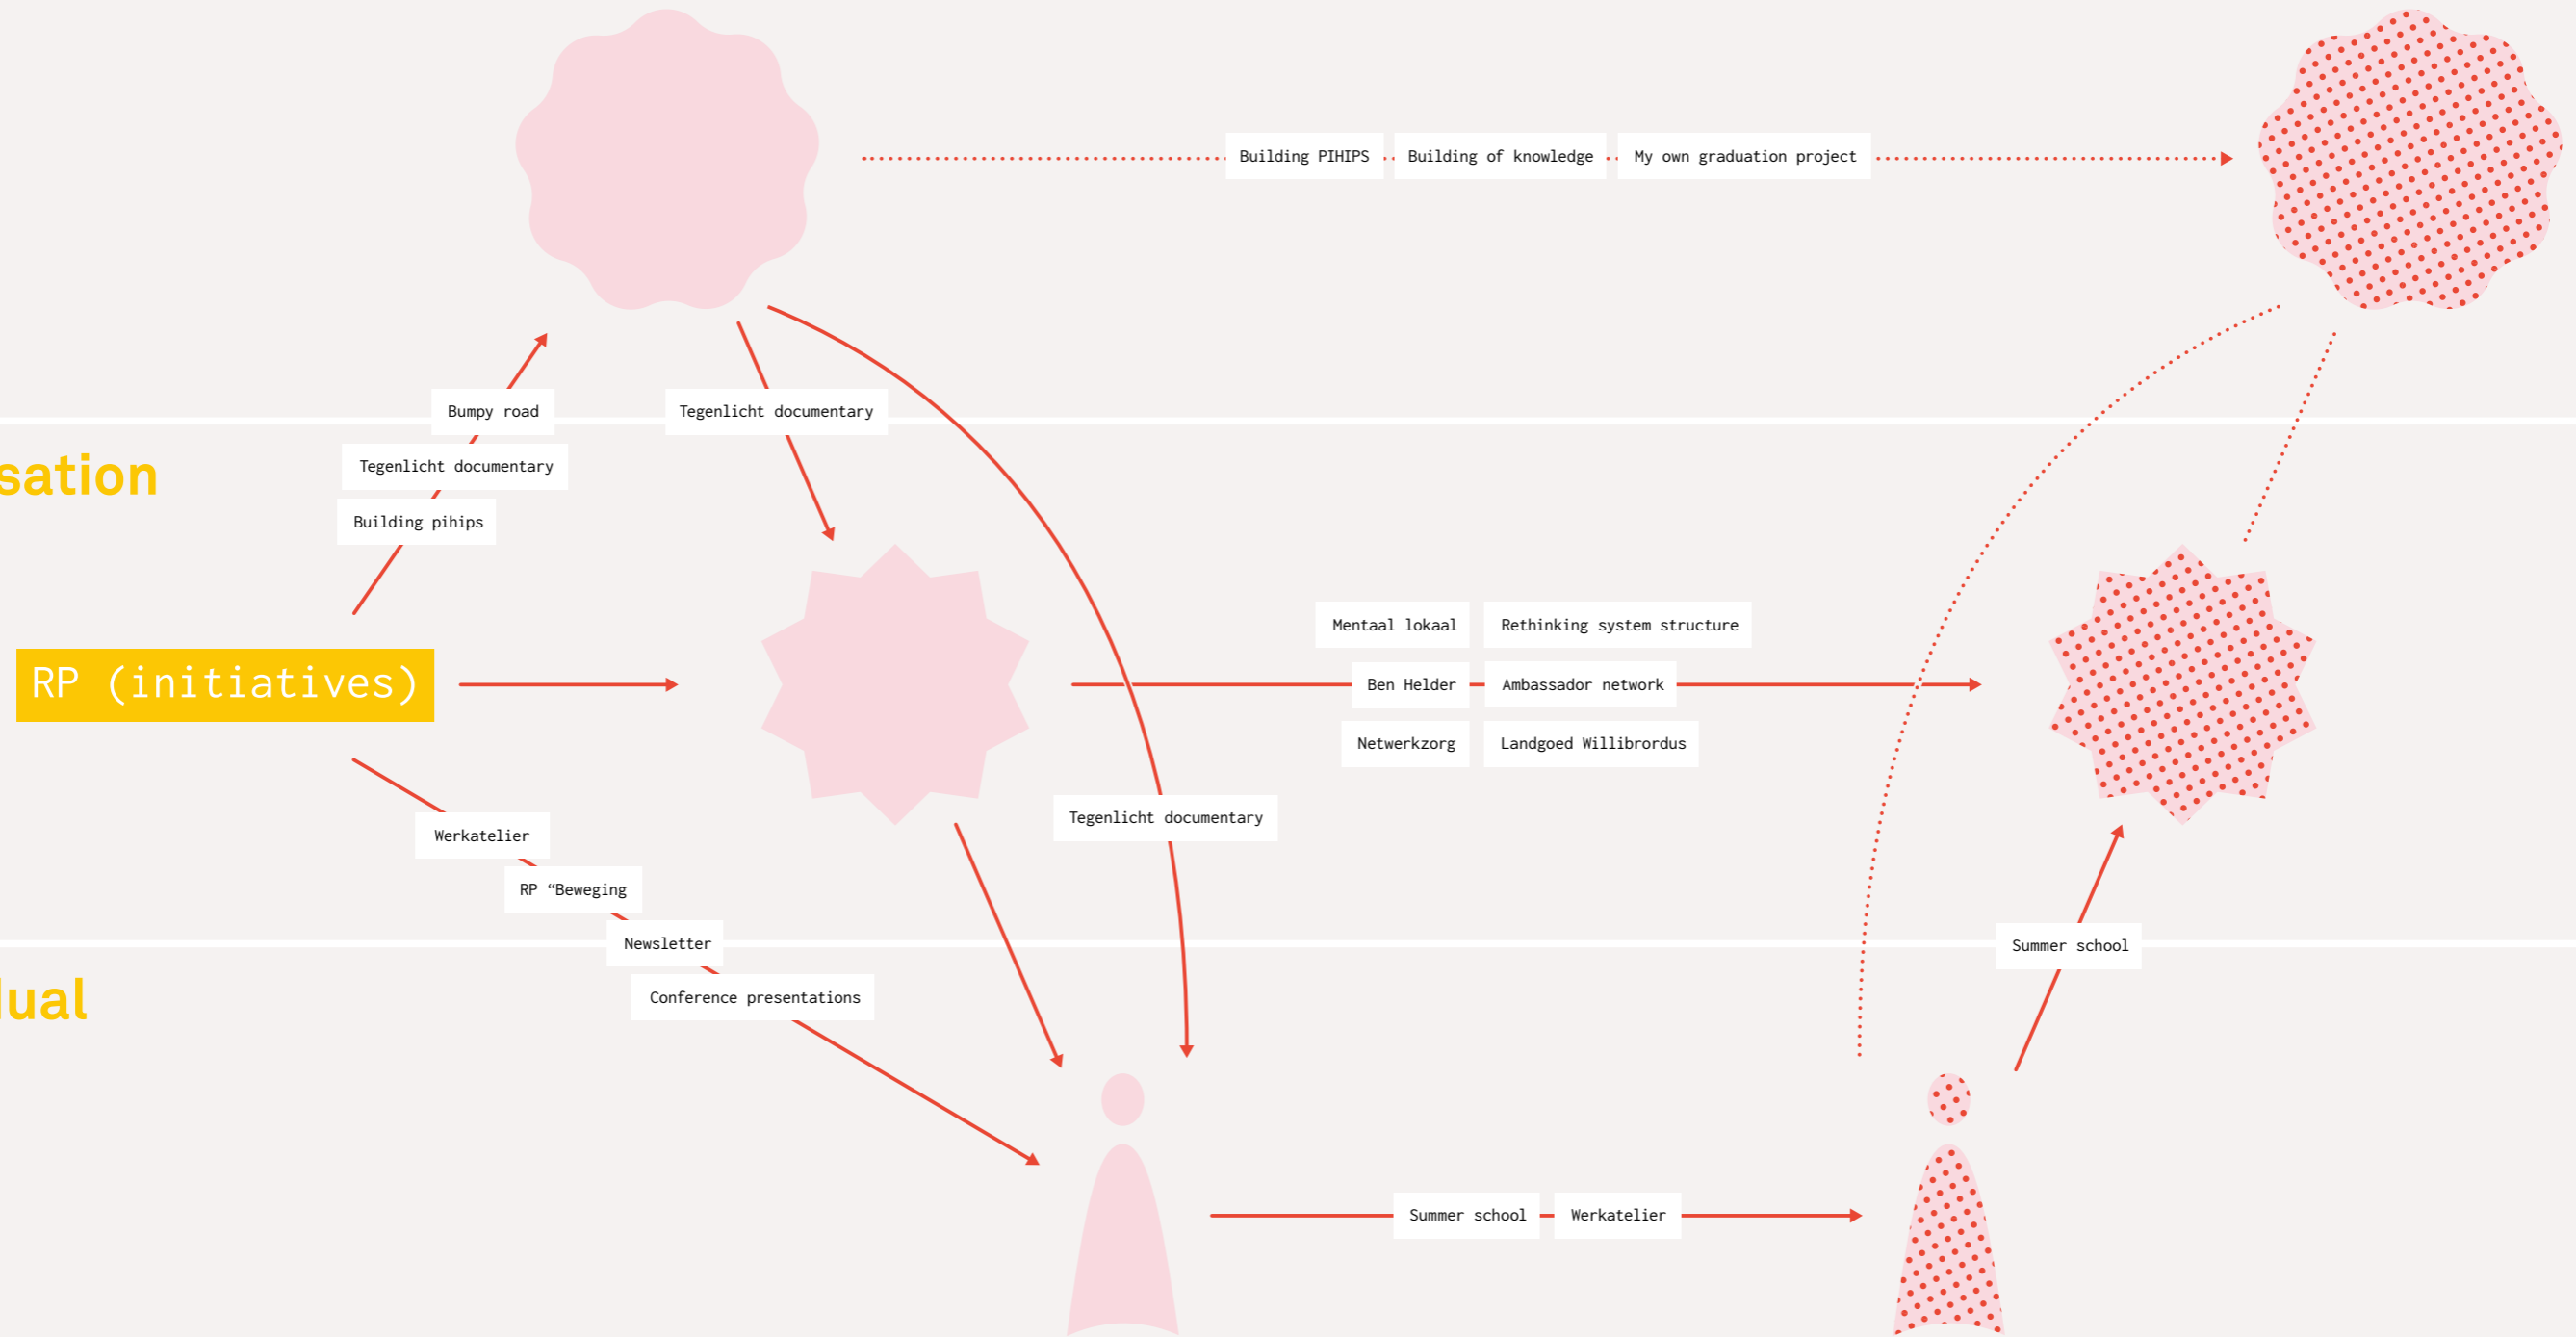 Building PIHIPS
Building of knowledge
My own graduation project
Bumpy road
Tegenlicht documentary
sation
Tegenlicht documentary
Building pihips
Mentaal lokaal
Rethinking system structure
RP (initiatives)
Ben Helder
Ambassador network
Netwerkzorg
Landgoed Willibrordus
Tegenlicht documentary
Werkatelier
RP “Beweging
Newsletter
Summer school
dual
Conference presentations
Summer school
Werkatelier